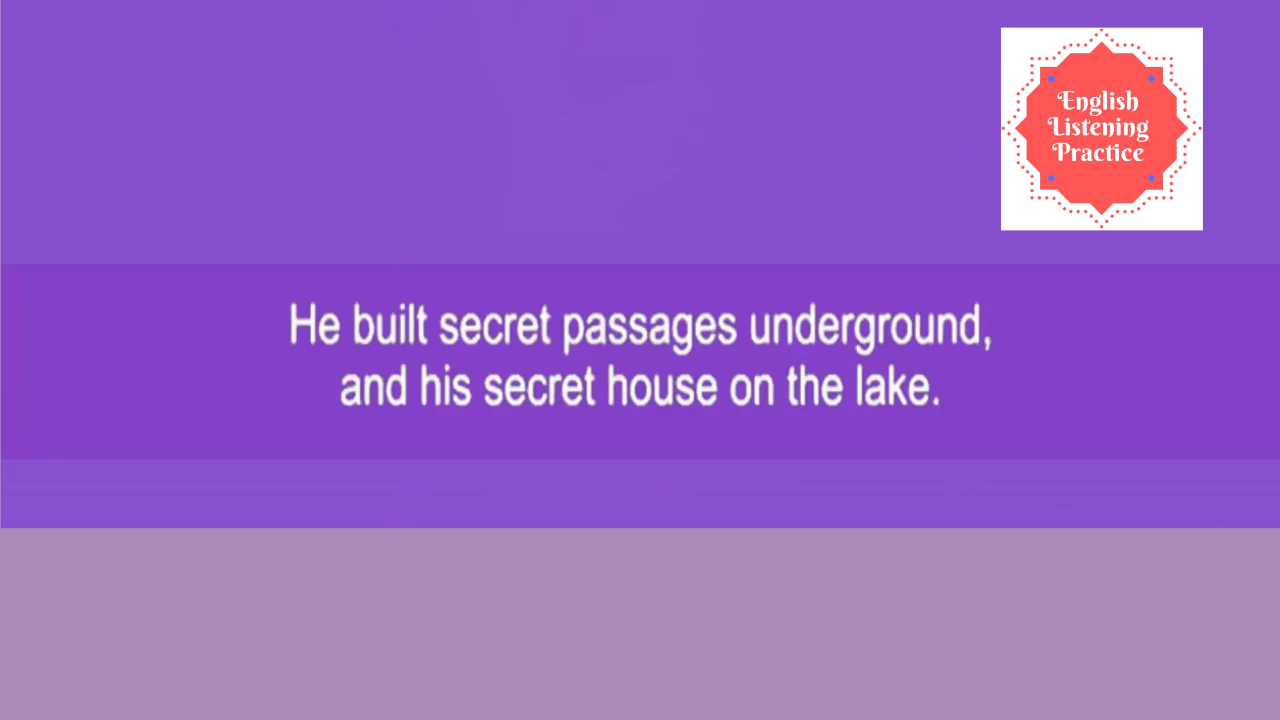 English
Listening
Practice
He built secret passages underground,
and his secret house on the lake.